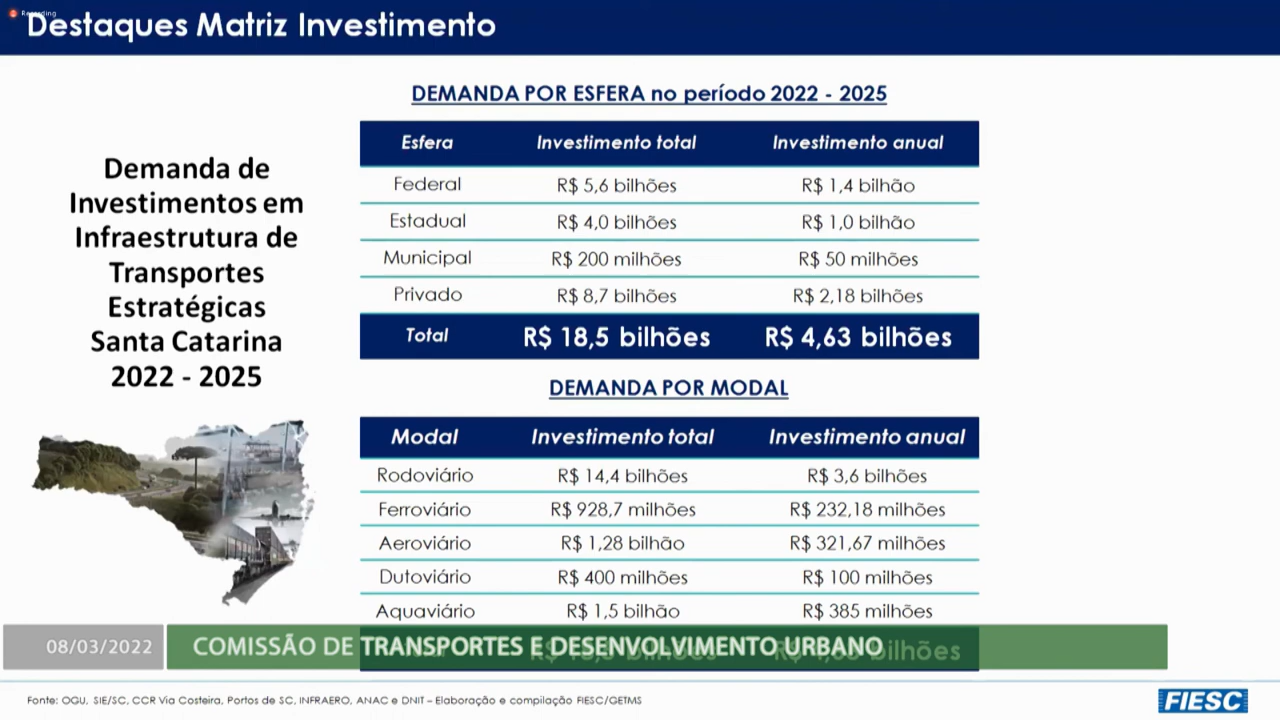 Recording
Destaques Matriz Investimento
Demanda de
Investimentos em
Infraestrutura de
Transportes
Estratégicas
Santa Catarina
2022 - 2025
DEMANDA POR ESFERA no período 2022 - 2025
Esfera Investimento total Investimento anual
Federal R$ 5,6 bilhões R$ 1,4 bilhão
Estadual R$ 4,0 bilhões R$ 1,0 bilhão
Municipal R$ 200 milhões R$ 50 milhões
Privado R$ 8,7 bilhões R$ 2,18 bilhões
Total R$ 18,5 bilhões R$ 4,63 bilhões
DEMANDA POR MODAL
Modal Investimento total Investimento anual
Rodoviário R$ 14,4 bilhões R$ 3,6 bilhões
Ferroviário R$ 928,7 milhões R$ 232,18 milhões
Aeroviário R$ 1,28 bilhão R$ 321,67 milhões
Dutoviário R$ 400 milhões R$ 100 milhões
Aquaviário R$ 1,5 bilhão R$ 385 milhões
bilhões
08/03/2022 COMISSÃO DE TRANSPORTES E DESENVOLVIMENTO URBANO
Fonte: OGU, SIE/SC, CCR Via Costeira, Portos de SC, INFRAERO, ANAC e DNIT – Elaboração e compilação FIESC/GETMS
FIESC